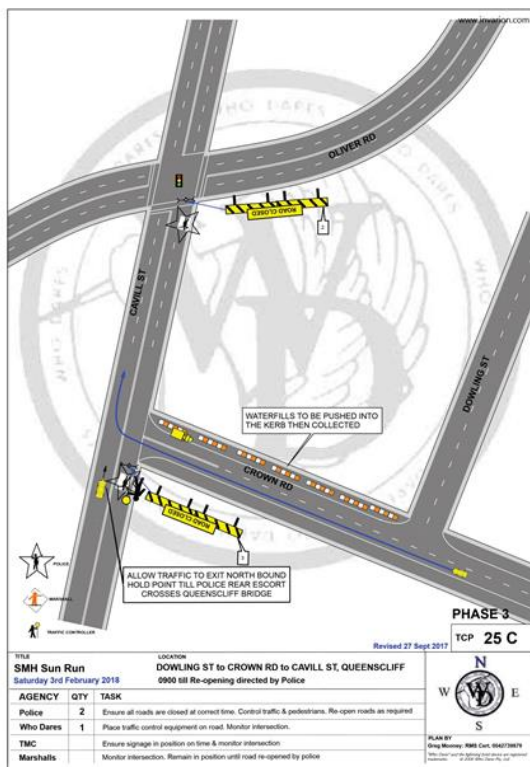 www.invarion.com
OLIVER RD
ROAD CLOSED
2
CAVILL ST
DOWLING ST
WATERFILLS TO BE PUSHED INTO
THE KERB THEN COLLECTED
CROWN RD
ROAD CLOSED
POLICE
MARSHALL
TRAFFIC CONTROLLER
ALLOW TRAFFIC TO EXIT NORTH BOUND
HOLD POINT TILL POLICE REAR ESCORT
CROSSES QUEENSCLIFF BRIDGE
PHASE 3
Revised 27 Sept 2017
TCP 25 C
TITLE
SMH Sun Run
Saturday 3rd February 2018
LOCATION
DOWLING ST to CROWN RD to CAVILL ST, QUEENSCLIFF
0900 till Re-opening directed by Police
AGENCY QTY TASK
Police 2 Ensure all roads are closed at correct time. Control traffic & pedestrians. Re-open roads as required
Who Dares 1 Place traffic control equipment on road. Monitor intersection.
TMC Ensure signage in position on time & monitor intersection
Marshalls Monitor intersection. Remain in position until road re-opened by police
N
W E
S
WD
PLAN BY
WHO DARES